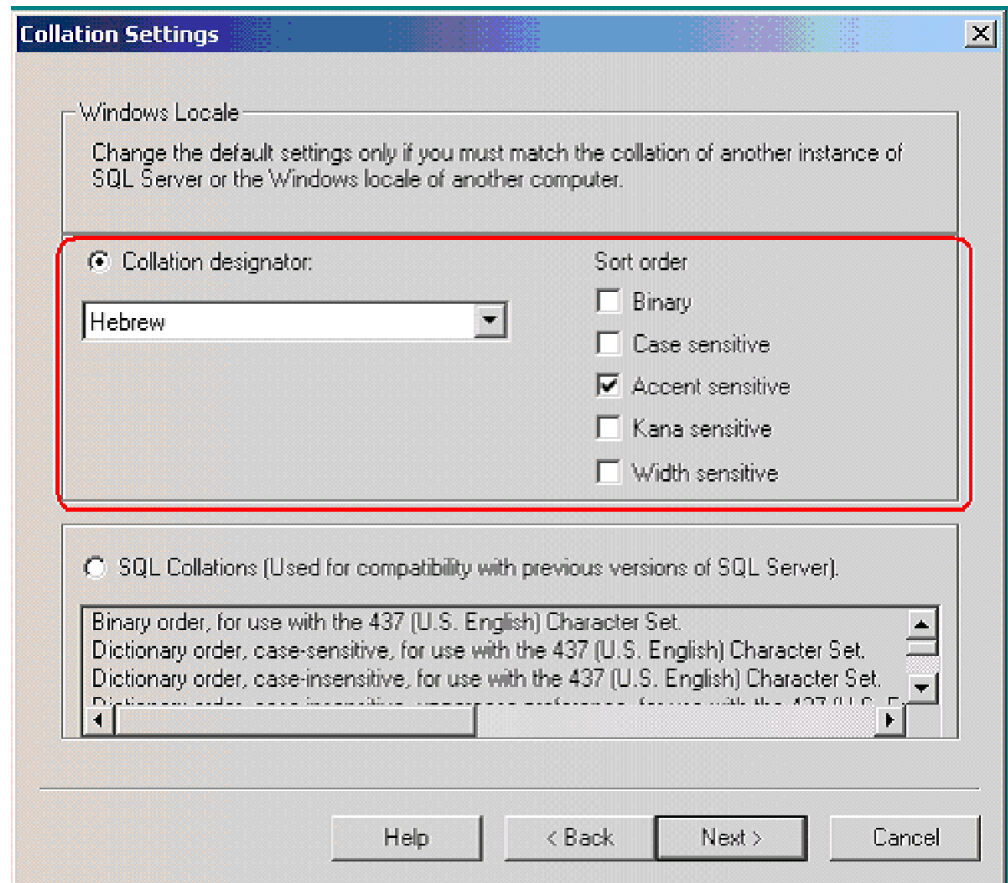 Collation Settings
Windows Locale
Change the default settings only if you must match the collation of another instance of
SQL Server or the Windows locale of another computer.
Collation designator:
Hebrew
Sort order
Binary
Case sensitive
Accent sensitive
Kana sensitive
Width sensitive
SQL Collations (Used for compatibility with previous versions of SQL Server).
Binary order, for use with the 437 (U.S. English) Character Set.
Dictionary order, case-sensitive, for use with the 437 (U.S. English) Character Set.
Dictionary order, case-insensitive, for use with the 437 (U.S. English) Character Set.
Help
< Back
Next >
Cancel